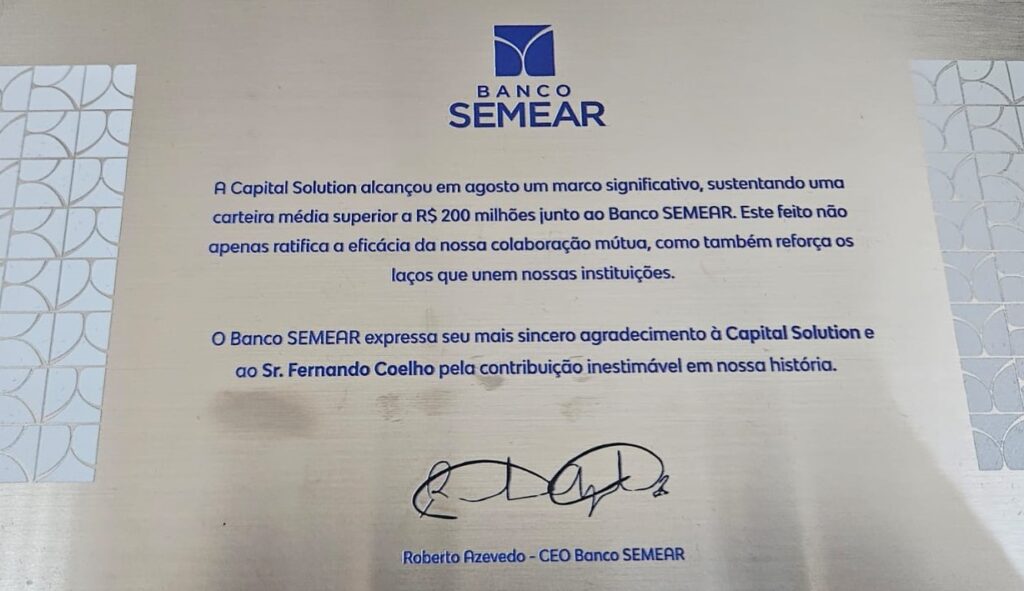 BANCO
SEMEAR
A Capital Solution alcançou em agosto um marco significativo, sustentando uma
carteira média superior a R$ 200 milhões junto ao Banco SEMEAR. Este feito não
apenas ratifica a eficácia da nossa colaboração mútua, como também reforça os
laços que unem nossas instituições.
O Banco SEMEAR expressa seu mais sincero agradecimento à Capital Solution e
ao Sr. Fernando Coelho pela contribuição inestimável em nossa história.
Roberto Azevedo - CEO Banco SEMEAR